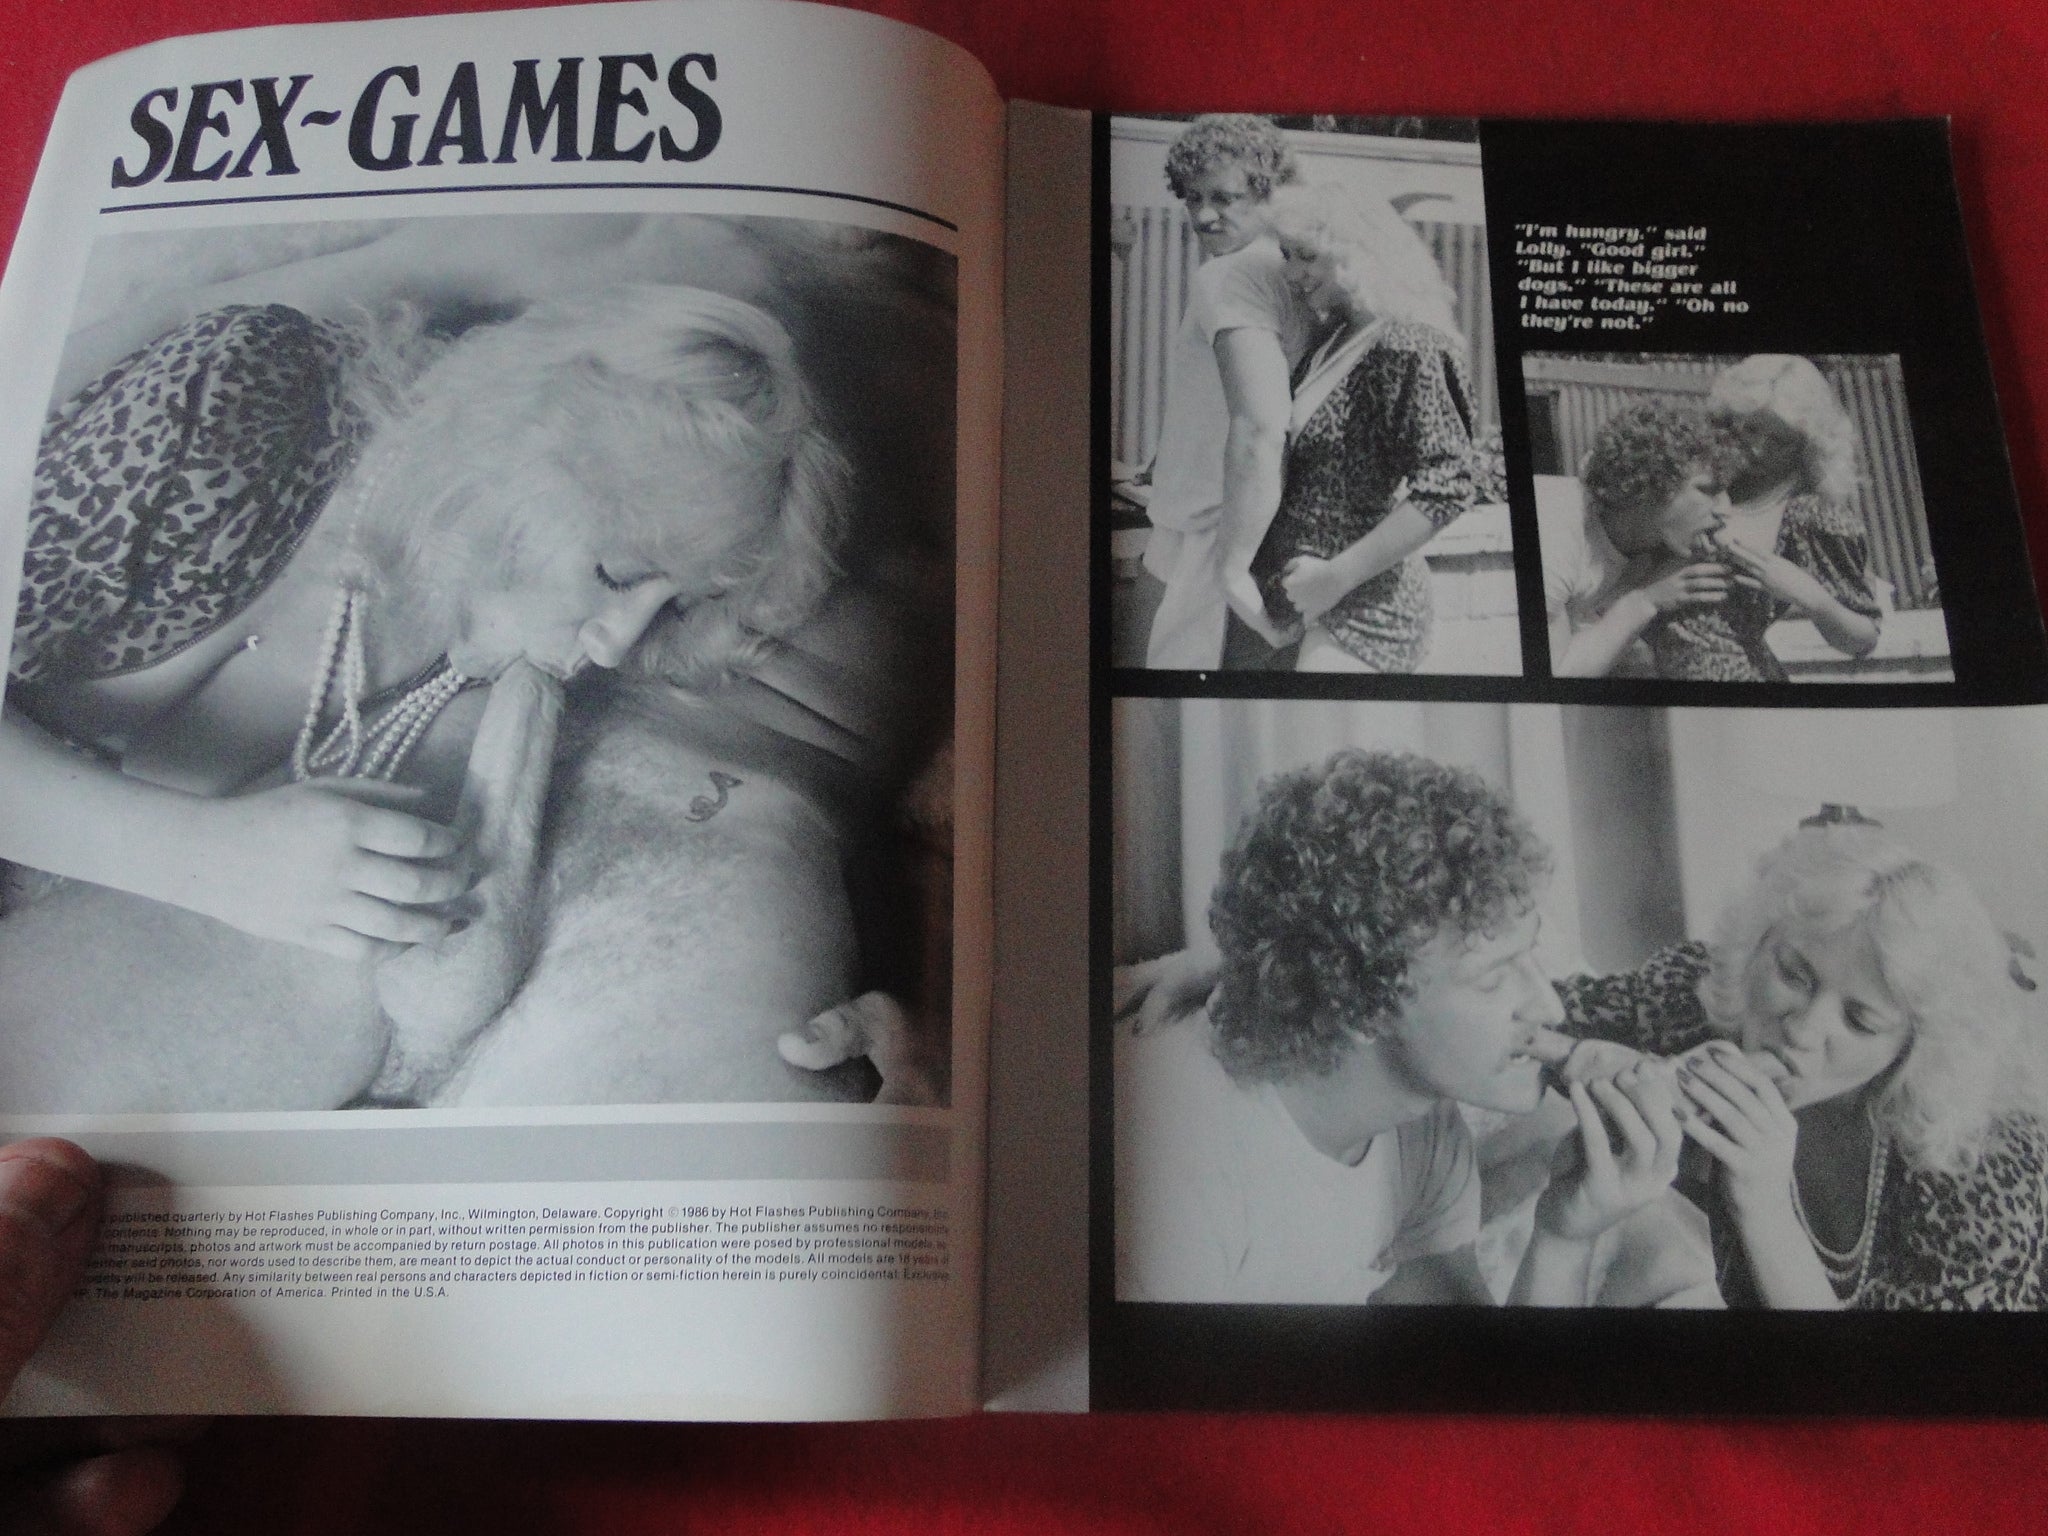 SEX~GAMES
published quarterly by Hot Flashes Publishing Company, Inc., Wilmington, Delaware. Copyright © 1986 by Hot Flashes Publishing Company, Inc.
contents. Nothing may be reproduced, in whole or in part, without written permission from the publisher. The publisher assumes no responsibility
manuscripts, photos and artwork must be accompanied by return postage. All photos in this publication were posed by professional models,
neither said photos, nor words used to describe them, are meant to depict the actual conduct or personality of the models. All models are 18 years
models will be released. Any similarity between real persons and characters depicted in fiction or semi-fiction herein is purely coincidental. Exclusive
The Magazine Corporation of America. Printed in the U.S.A.
"I'm hungry." said
Lolly. "Good girl."
"But I like bigger
dogs." "These are all
I have today." "Oh no
they're not."